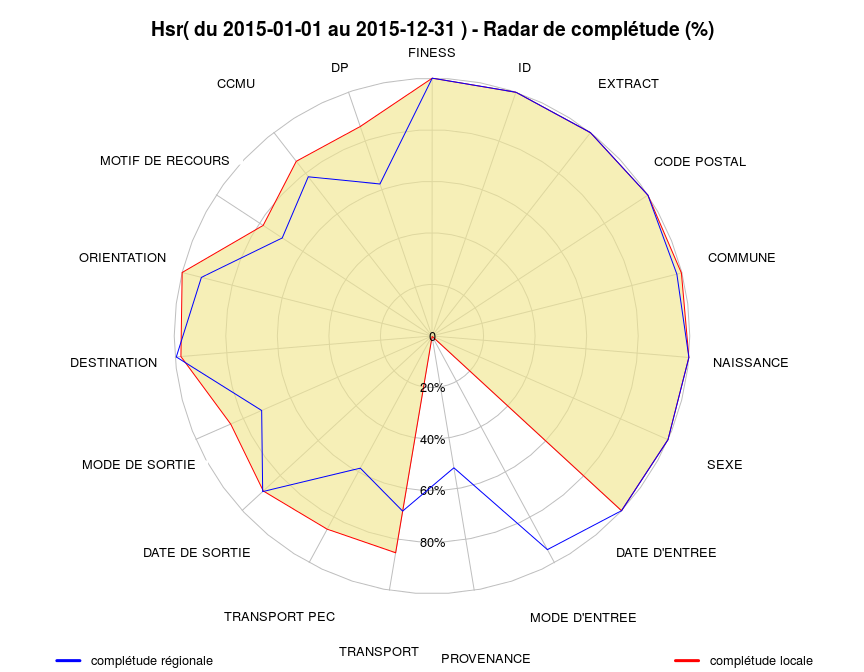 Hsr( du 2015-01-01 au 2015-12-31 ) - Radar de complétude (%)
FINESS
DP
ID
CCMU
EXTRACT
MOTIF DE RECOURS
CODE POSTAL
ORIENTATION
COMMUNE
0
DESTINATION
NAISSANCE
20%
40%
MODE DE SORTIE
SEXE
60%
80%
DATE DE SORTIE
DATE D'ENTREE
TRANSPORT PEC
MODE D'ENTREE
TRANSPORT
PROVENANCE
complétude régionale
complétude locale